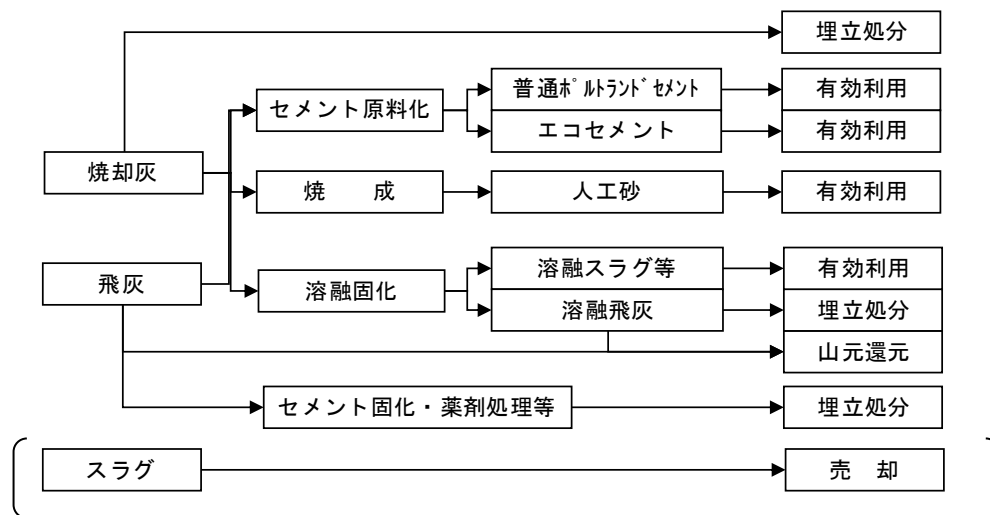 埋立処分
セメント原料化
普通ﾎﾟﾙﾄﾗﾝﾄﾞｾﾒﾝﾄ
有効利用
エコセメント
有効利用
焼却灰
焼　　成
人工砂
有効利用
飛灰
溶融固化
溶融スラグ等
有効利用
溶融飛灰
埋立処分
山元還元
セメント固化・薬剤処理等
埋立処分
スラグ
売　却